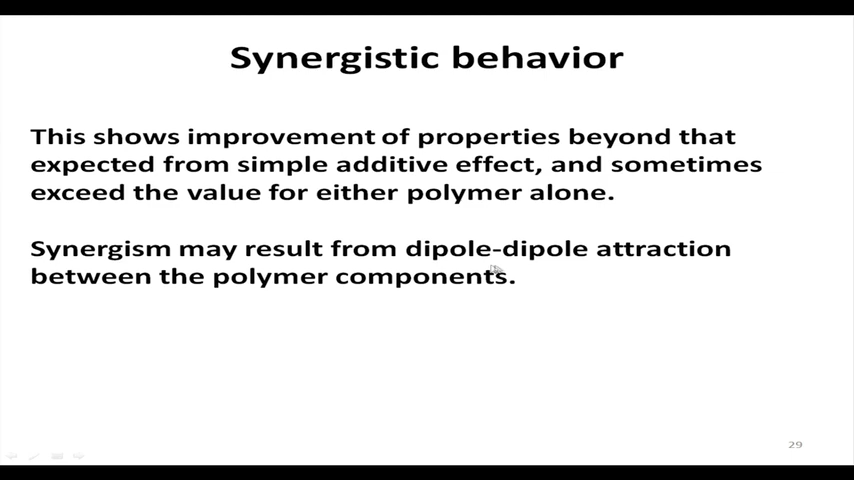 Synergistic behavior
This shows improvement of properties beyond that
expected from simple additive effect, and sometimes
exceed the value for either polymer alone.
Synergism may result from dipole-dipole attraction
between the polymer components.
29